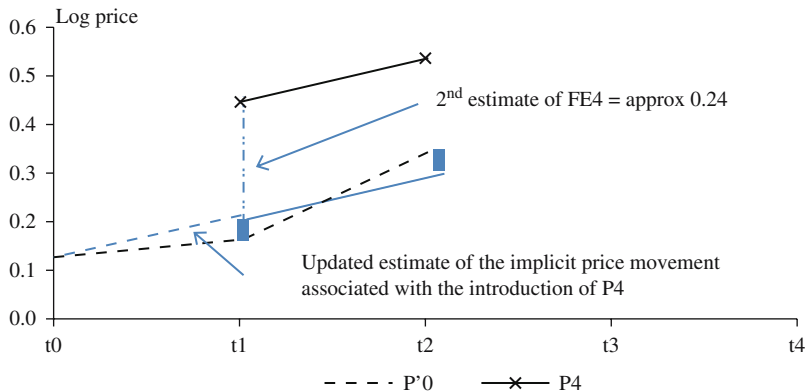 Log price
0.6
0.5
2nd estimate of FE4 = approx 0.24
0.4
0.3
0.2
Updated estimate of the implicit price movement
associated with the introduction of P4
0.1
0.0
t0 t1 t2 t3 t4
P'0 P4